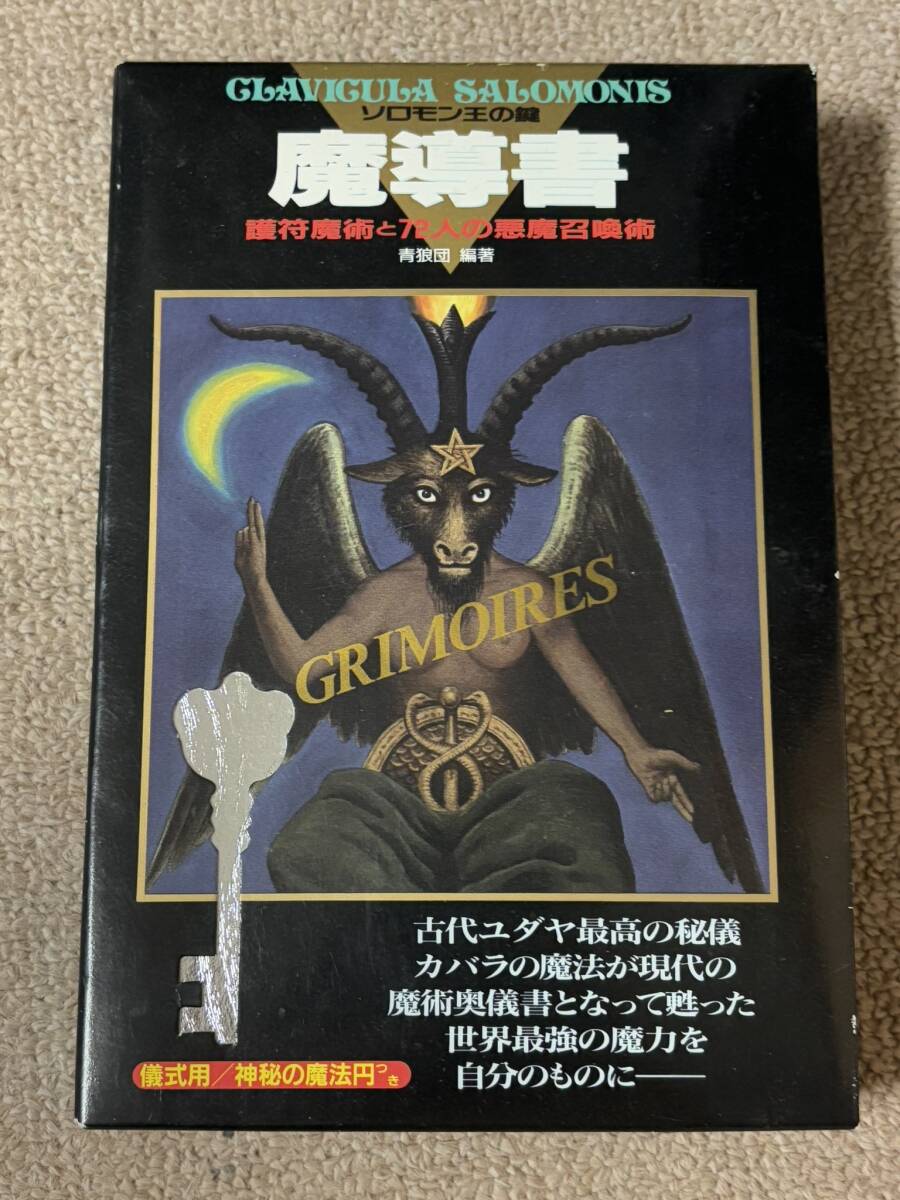 CLAVICULA SALOMONIS
ソロモン王の鍵
魔導書
護符魔術と72人の悪魔召喚術
青狼団 編著
GRIMOIRES
古代ユダヤ最高の秘儀
カバラの魔法が現代の
魔術奥儀書となって甦った
世界最強の魔力を
自分のものに——
儀式用／神秘の魔法円つき